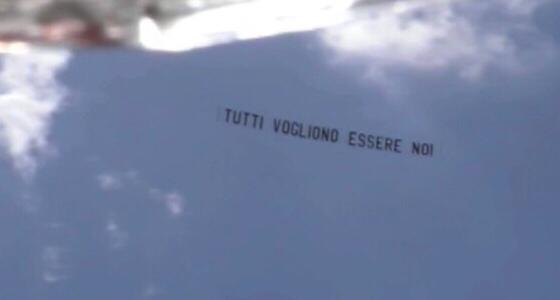 TUTTI VOGLIONO ESSERE NOI